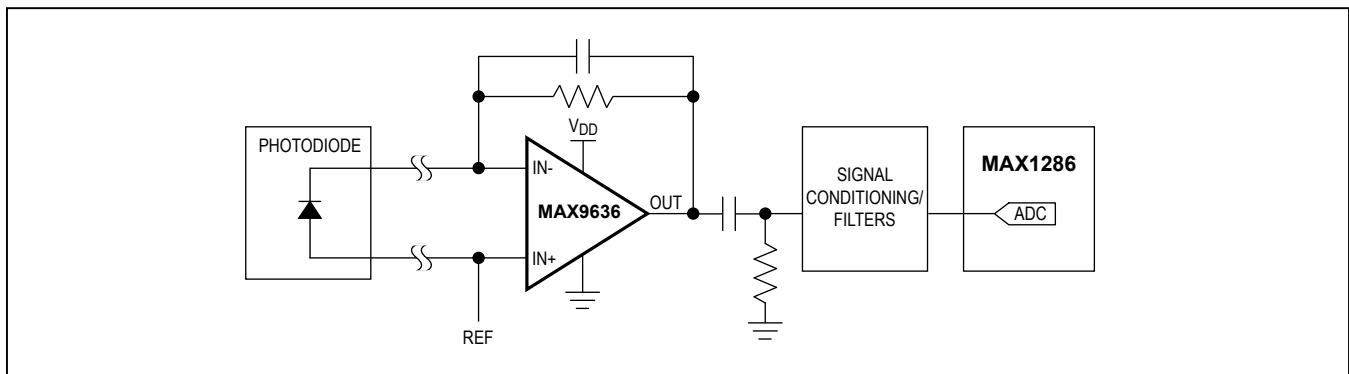 PHOTODIODE
V_DD
IN-
MAX9636
OUT
IN+
REF
SIGNAL
CONDITIONING/
FILTERS
MAX1286
ADC